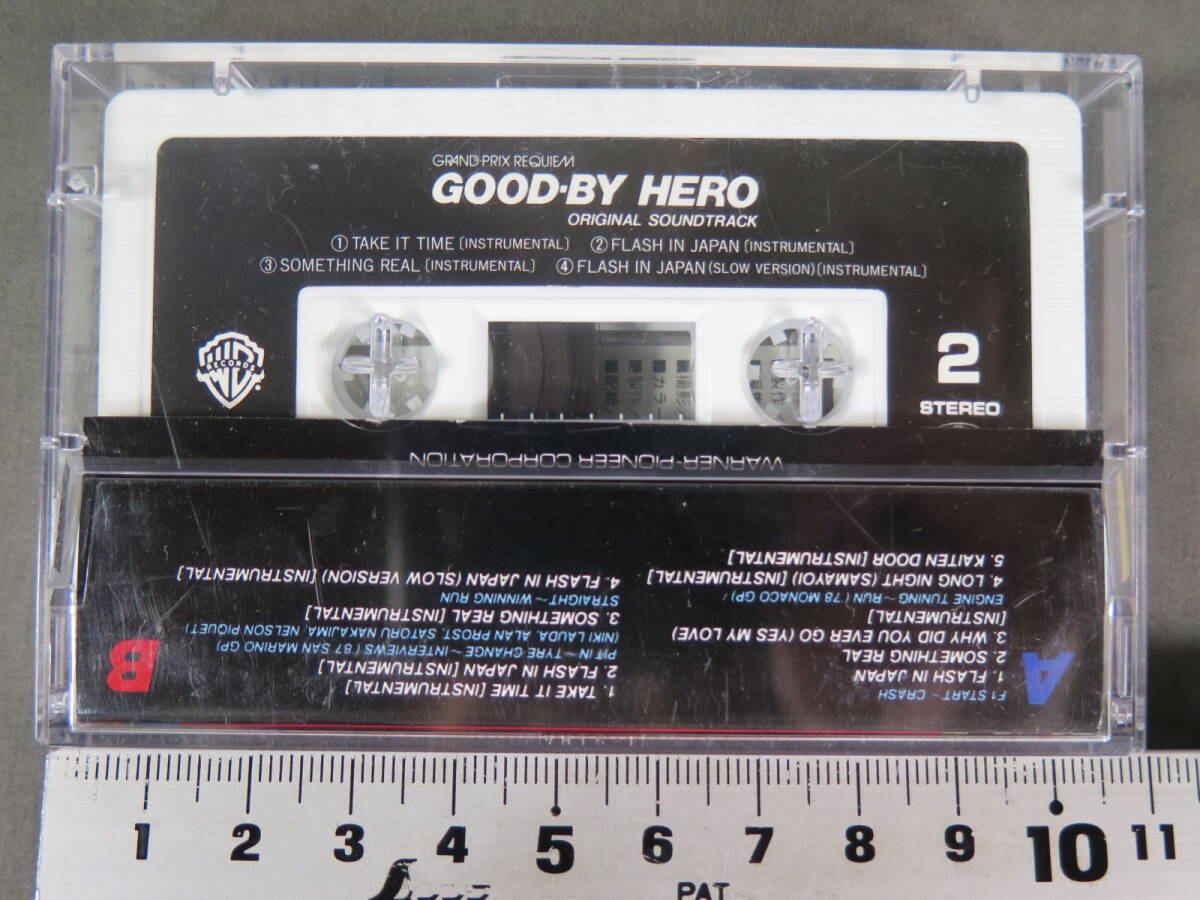 GRAND-PRIX REQUIEM
GOOD-BY HERO
ORIGINAL SOUNDTRACK
① TAKE IT TIME [INSTRUMENTAL] ② FLASH IN JAPAN [INSTRUMENTAL]
③ SOMETHING REAL [INSTRUMENTAL] ④ FLASH IN JAPAN (SLOW VERSION) [INSTRUMENTAL]
RECORDS
2
STEREO
WARNER-PIONEER CORPORATION
A
F1 START~CRASH
1. FLASH IN JAPAN
2. SOMETHING REAL
3. WHY DID YOU EVER GO (YES MY LOVE)
[INSTRUMENTAL]
ENGINE TUNING~RUN ('78 MONACO GP)
4. LONG NIGHT (SAMAYOI) [INSTRUMENTAL]
5. KAITEN DOOR [INSTRUMENTAL]
B
1. TAKE IT TIME [INSTRUMENTAL]
2. FLASH IN JAPAN [INSTRUMENTAL]
PIT IN~TYRE CHANGE~INTERVIEWS ('87 SAN MARINO GP)
(NIKI LAUDA, ALAN PROST, SATORU NAKAJIMA, NELSON PIQUET)
3. SOMETHING REAL [INSTRUMENTAL]
STRAIGHT~WINNING RUN
4. FLASH IN JAPAN (SLOW VERSION) [INSTRUMENTAL]
1 2 3 4 5 6 7 8 9 10 11
PAT